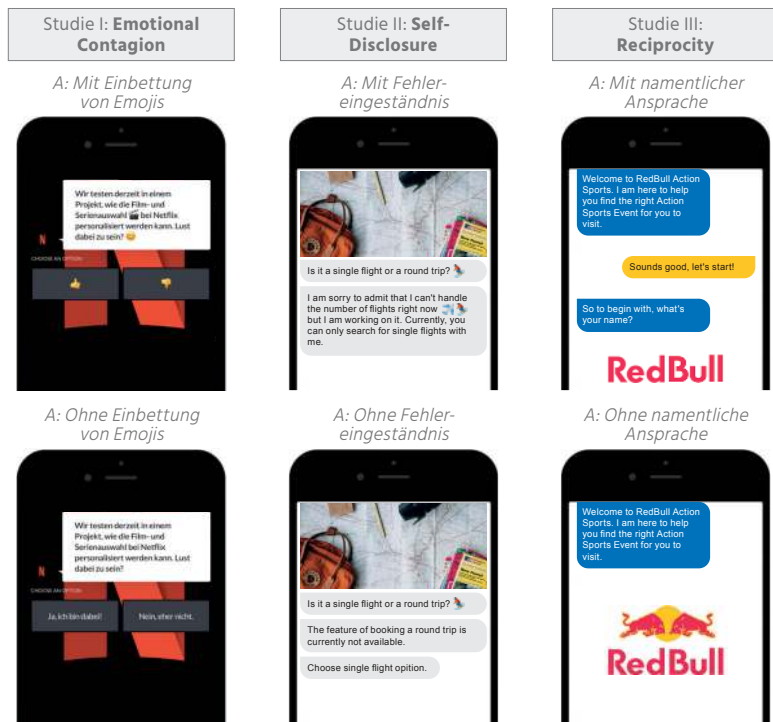 Studie I: Emotional
Contagion
A: Mit Einbettung
von Emojis
Wir testen derzeit in einem
Projekt, wie die Film- und
Serienauswahl 🎬 bei Netflix
personalisiert werden kann. Lust
dabei zu sein? 😊
N
CHOOSE AN OPTION
👍
👎
A: Ohne Einbettung
von Emojis
Wir testen derzeit in einem
Projekt, wie die Film- und
Serienauswahl bei Netflix
personalisiert werden kann. Lust
dabei zu sein?
N
CHOOSE AN OPTION
Ja, ich bin dabei!
Nein, eher nicht.
Studie II: Self-
Disclosure
A: Mit Fehler-
eingeständnis
Is it a single flight or a round trip?
I am sorry to admit that I can't handle
the number of flights right now
but I am working on it. Currently, you
can only search for single flights with
me.
A: Ohne Fehler-
eingeständnis
Is it a single flight or a round trip?
The feature of booking a round trip is
currently not available.
Choose single flight opition.
Studie III:
Reciprocity
A: Mit namentlicher
Ansprache
Welcome to RedBull Action
Sports. I am here to help
you find the right Action
Sports Event for you to
visit.
Sounds good, let's start!
So to begin with, what's
your name?
RedBull
A: Ohne namentliche
Ansprache
Welcome to RedBull Action
Sports. I am here to help
you find the right Action
Sports Event for you to
visit.
RedBull